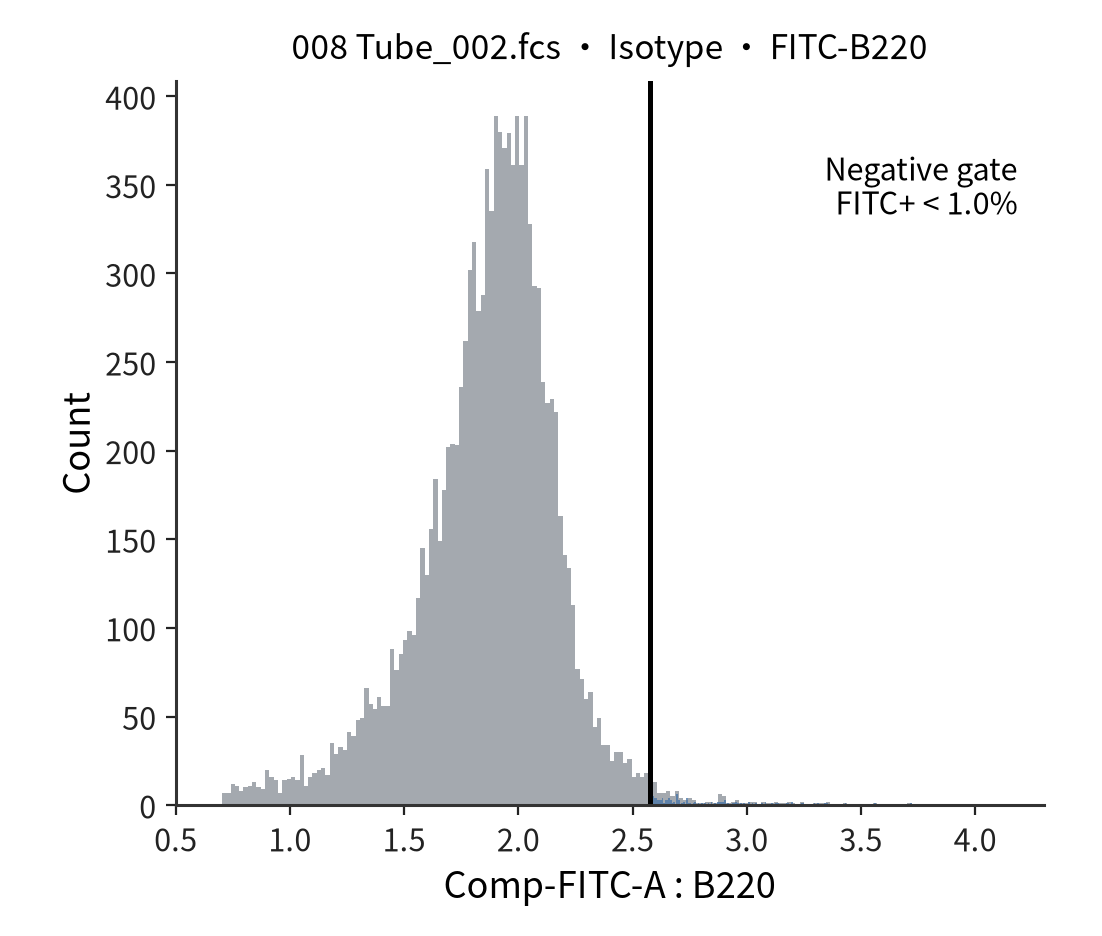 008 Tube_002.fcs • Isotype • FITC-B220
400
350
300
250
200
150
100
50
0
Count
Negative gate
FITC+ < 1.0%
0.5 1.0 1.5 2.0 2.5 3.0 3.5 4.0
Comp-FITC-A : B220